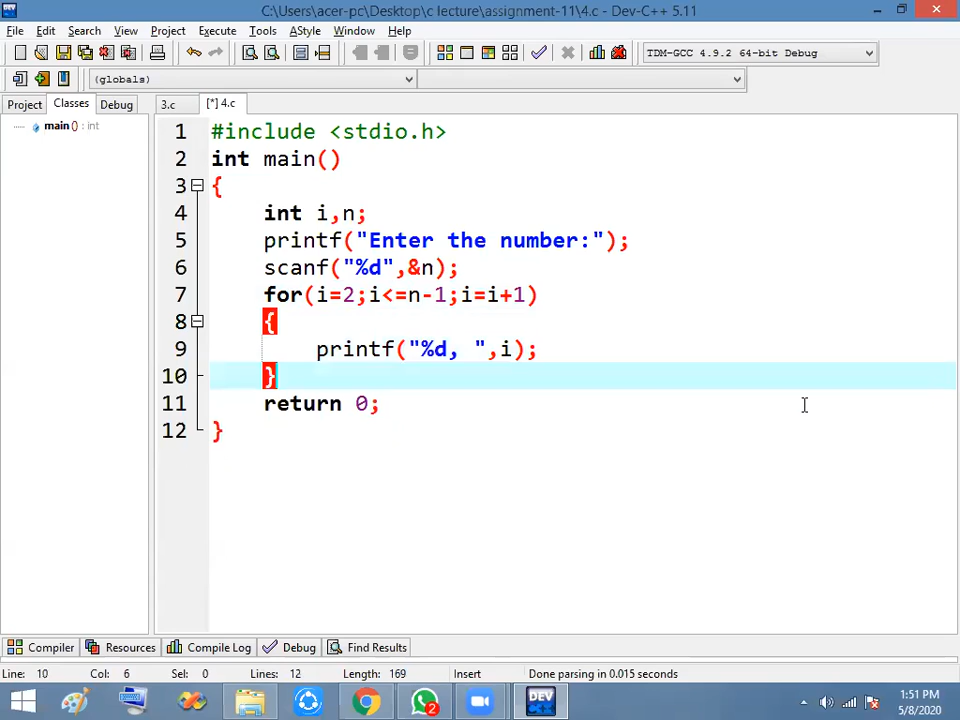 C:\Users\acer-pc\Desktop\c lecture\assignment-11\4.c - Dev-C++ 5.11
File Edit Search View Project Execute Tools AStyle Window Help
TDM-GCC 4.9.2 64-bit Debug
(globals)
Project Classes Debug 3.c [*] 4.c
main () : int
1 #include <stdio.h>
2 int main()
3 {
4 int i,n;
5 printf("Enter the number:");
6 scanf("%d",&n);
7 for(i=2;i<=n-1;i=i+1)
8 {
9 printf("%d, ",i);
10 }
11 return 0;
12 }
Compiler Resources Compile Log Debug Find Results
Line: 10 Col: 6 Sel: 0 Lines: 12 Length: 169 Insert Done parsing in 0.015 seconds
2 DEV C++ 1:51 PM
5/8/2020